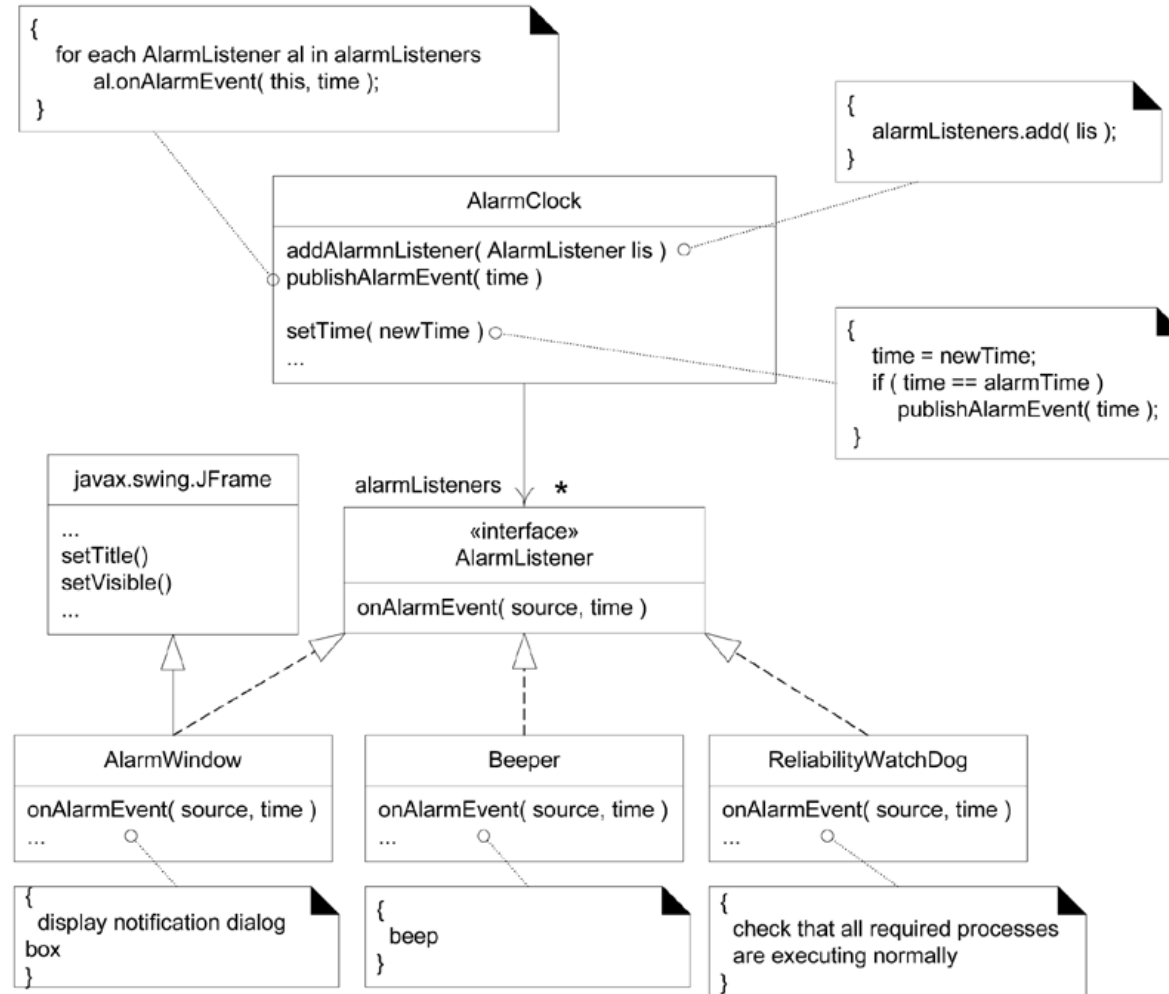 {
for each AlarmListener al in alarmListeners
al.onAlarmEvent( this, time );
}
{
alarmListeners.add( lis );
}
AlarmClock
addAlarmnListener( AlarmListener lis )
publishAlarmEvent( time )
setTime( newTime )
...
{
time = newTime;
if ( time == alarmTime )
publishAlarmEvent( time );
}
javax.swing.JFrame
...
setTitle()
setVisible()
...
alarmListeners *
«interface»
AlarmListener
onAlarmEvent( source, time )
AlarmWindow
onAlarmEvent( source, time )
...
Beeper
onAlarmEvent( source, time )
...
ReliabilityWatchDog
onAlarmEvent( source, time )
...
{
display notification dialog
box
}
{
beep
}
{
check that all required processes
are executing normally
}